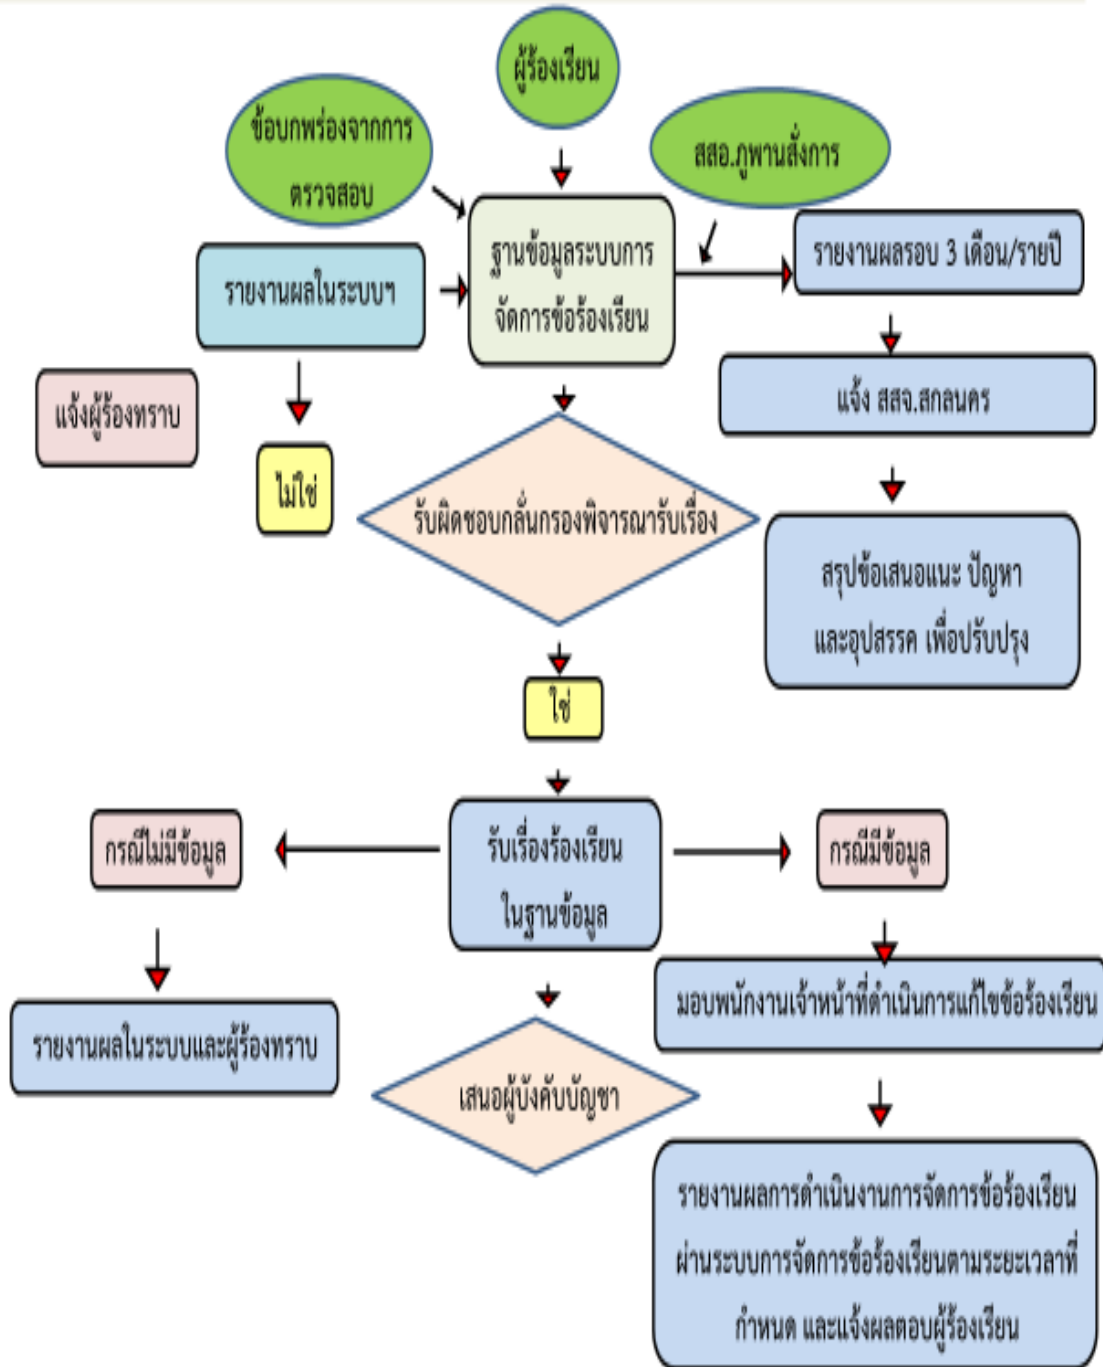 ผู้ร้องเรียน
ข้อบกพร่องจากการ
ตรวจสอบ
สสอ.ภูพานสั่งการ
ฐานข้อมูลระบบการ
จัดการข้อร้องเรียน
รายงานผลรอบ 3 เดือน/รายปี
รายงานผลในระบบฯ
แจ้ง สสจ.สกลนคร
แจ้งผู้ร้องทราบ
ไม่ใช่
รับผิดชอบกลั่นกรองพิจารณารับเรื่อง
สรุปข้อเสนอแนะ ปัญหา
และอุปสรรค เพื่อปรับปรุง
ใช่
กรณีไม่มีข้อมูล
รับเรื่องร้องเรียน
ในฐานข้อมูล
กรณีมีข้อมูล
รายงานผลในระบบและผู้ร้องทราบ
มอบพนักงานเจ้าหน้าที่ดำเนินการแก้ไขข้อร้องเรียน
เสนอผู้บังคับบัญชา
รายงานผลการดำเนินงานการจัดการข้อร้องเรียน
ผ่านระบบการจัดการข้อร้องเรียนตามระยะเวลาที่
กำหนด และแจ้งผลตอบผู้ร้องเรียน